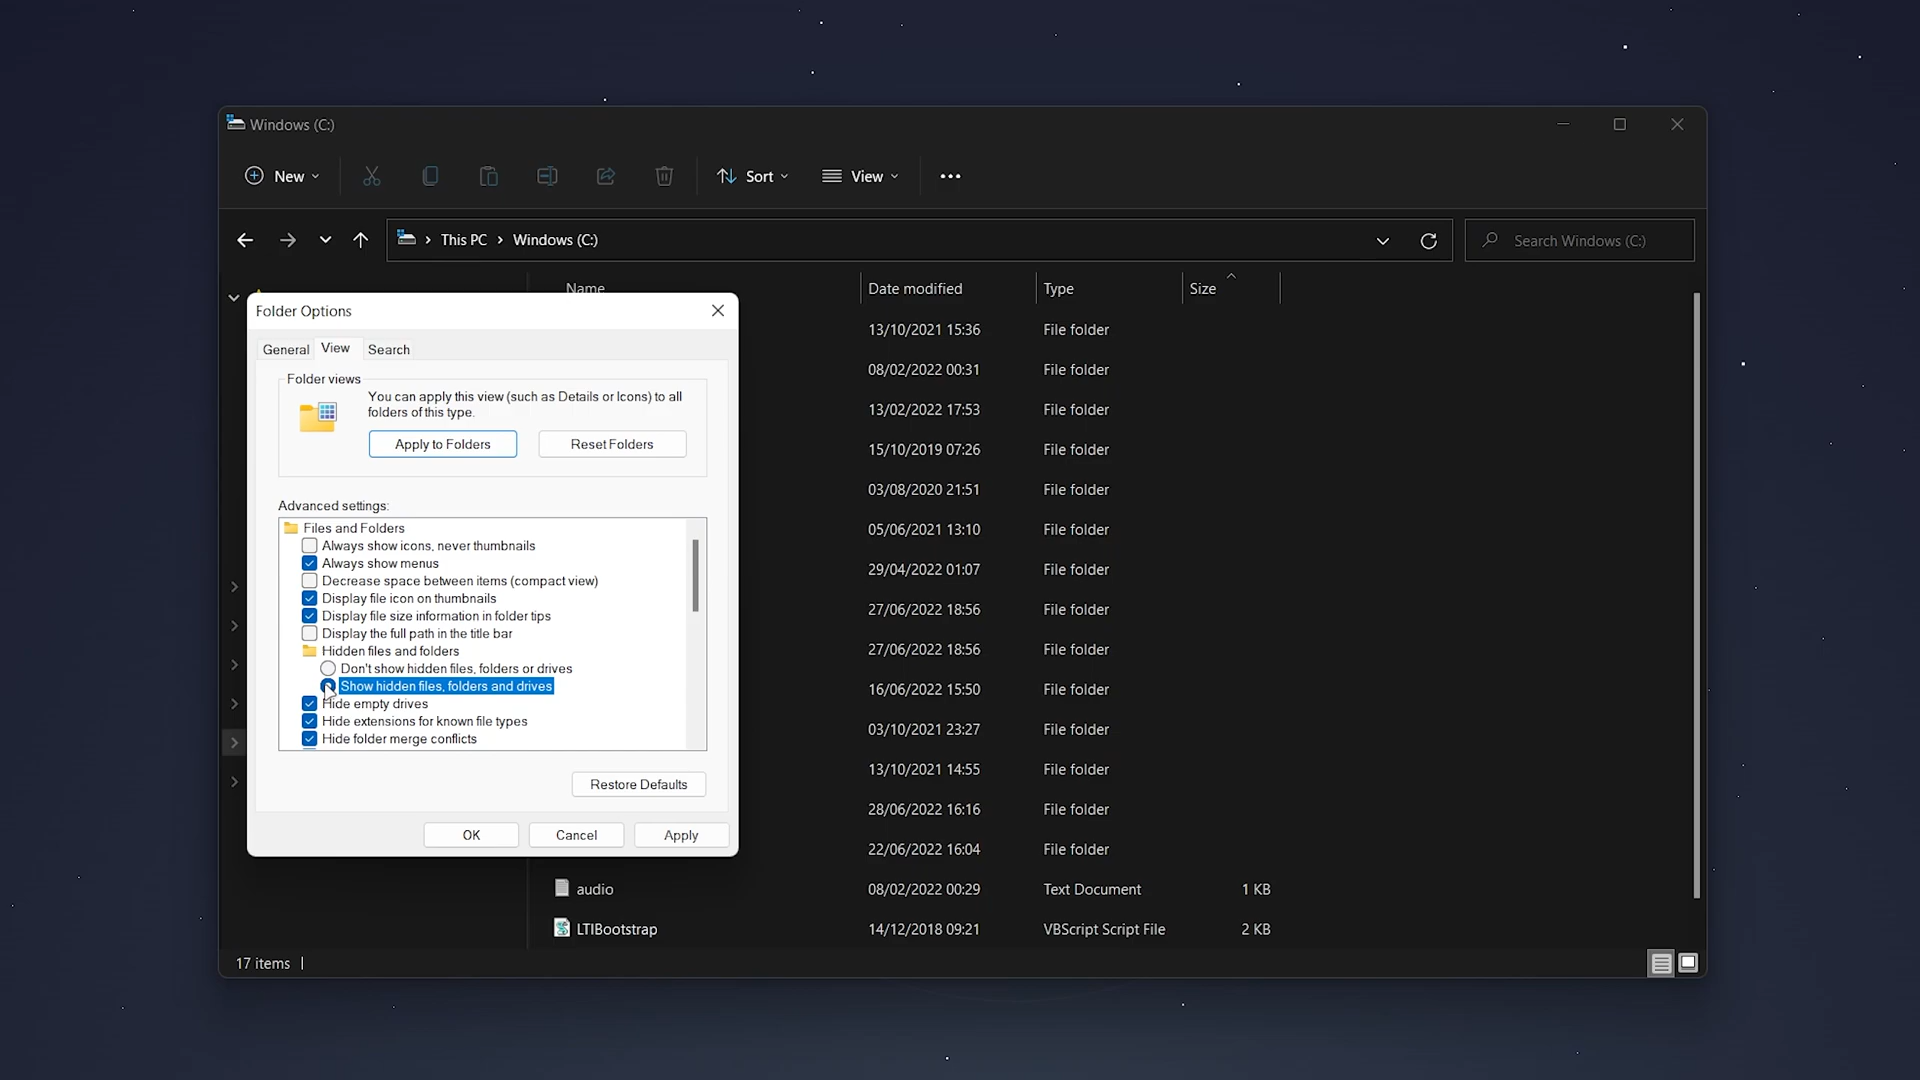 Windows (C:)
New
Sort
View
This PC > Windows (C:)
Search Windows (C:)
Name
Date modified
Type
Size
Folder Options
General
View
Search
Folder views
You can apply this view (such as Details or Icons) to all
folders of this type.
Apply to Folders
Reset Folders
Advanced settings:
Files and Folders
Always show icons, never thumbnails
Always show menus
Decrease space between items (compact view)
Display file icon on thumbnails
Display file size information in folder tips
Display the full path in the title bar
Hidden files and folders
Don't show hidden files, folders or drives
Show hidden files, folders and drives
Hide empty drives
Hide extensions for known file types
Hide folder merge conflicts
Restore Defaults
OK
Cancel
Apply
13/10/2021 15:36 File folder
08/02/2022 00:31 File folder
13/02/2022 17:53 File folder
15/10/2019 07:26 File folder
03/08/2020 21:51 File folder
05/06/2021 13:10 File folder
29/04/2022 01:07 File folder
27/06/2022 18:56 File folder
27/06/2022 18:56 File folder
16/06/2022 15:50 File folder
03/10/2021 23:27 File folder
13/10/2021 14:55 File folder
28/06/2022 16:16 File folder
22/06/2022 16:04 File folder
audio 08/02/2022 00:29 Text Document 1 KB
LTIBootstrap 14/12/2018 09:21 VBScript Script File 2 KB
17 items